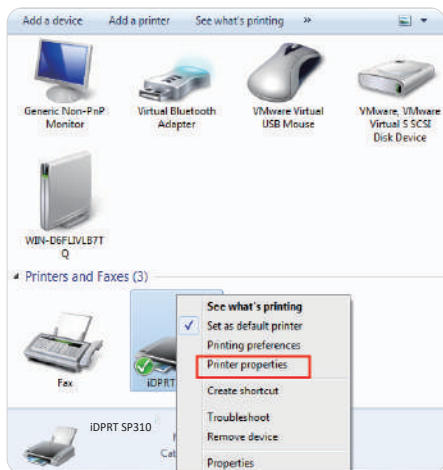 Add a device Add a printer See what's printing »
Generic Non-PnP Monitor
Virtual Bluetooth Adapter
VMware Virtual USB Mouse
VMware, VMware Virtual S SCSI Disk Device
WIN-D6FLIVLB7TQ
Printers and Faxes (3)
Fax
iDPRT
See what's printing
✓ Set as default printer
Printing preferences
Printer properties
Create shortcut
Troubleshoot
Remove device
Properties
iDPRT SP310
Cat